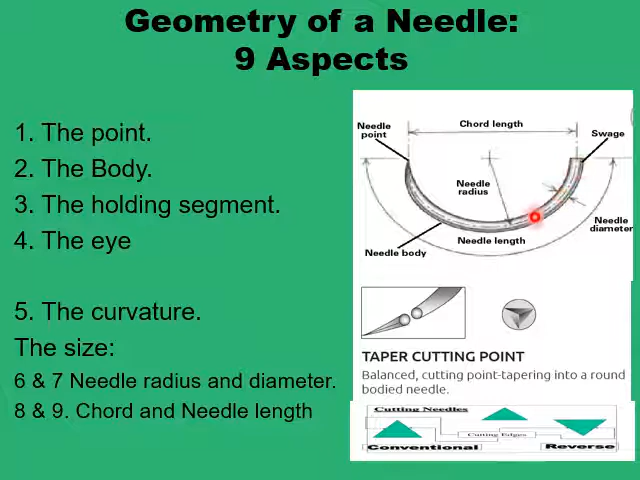 Geometry of a Needle:
9 Aspects
1. The point.
2. The Body.
3. The holding segment.
4. The eye
5. The curvature.
The size:
6 & 7 Needle radius and diameter.
8 & 9. Chord and Needle length
Needle
point
Chord length
Swage
Needle
radius
Needle
diameter
Needle length
Needle body
TAPER CUTTING POINT
Balanced, cutting point-tapering into a round
bodied needle.
Cutting Needles
Cutting Edges
Conventional
Reverse